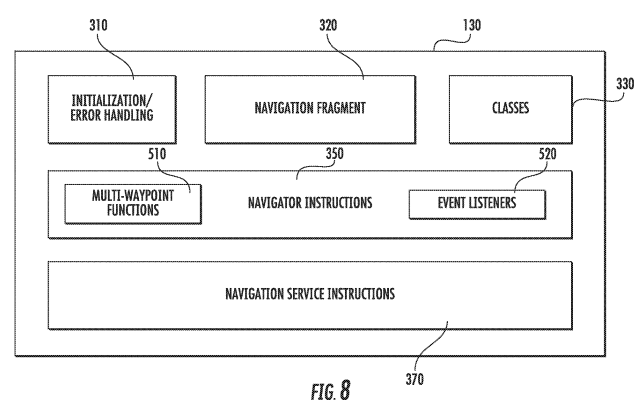 310
320
130
INITIALIZATION/
ERROR HANDLING
NAVIGATION FRAGMENT
CLASSES
330
510
350
520
MULTI-WAYPOINT
FUNCTIONS
NAVIGATOR INSTRUCTIONS
EVENT LISTENERS
NAVIGATION SERVICE INSTRUCTIONS
370
FIG. 8